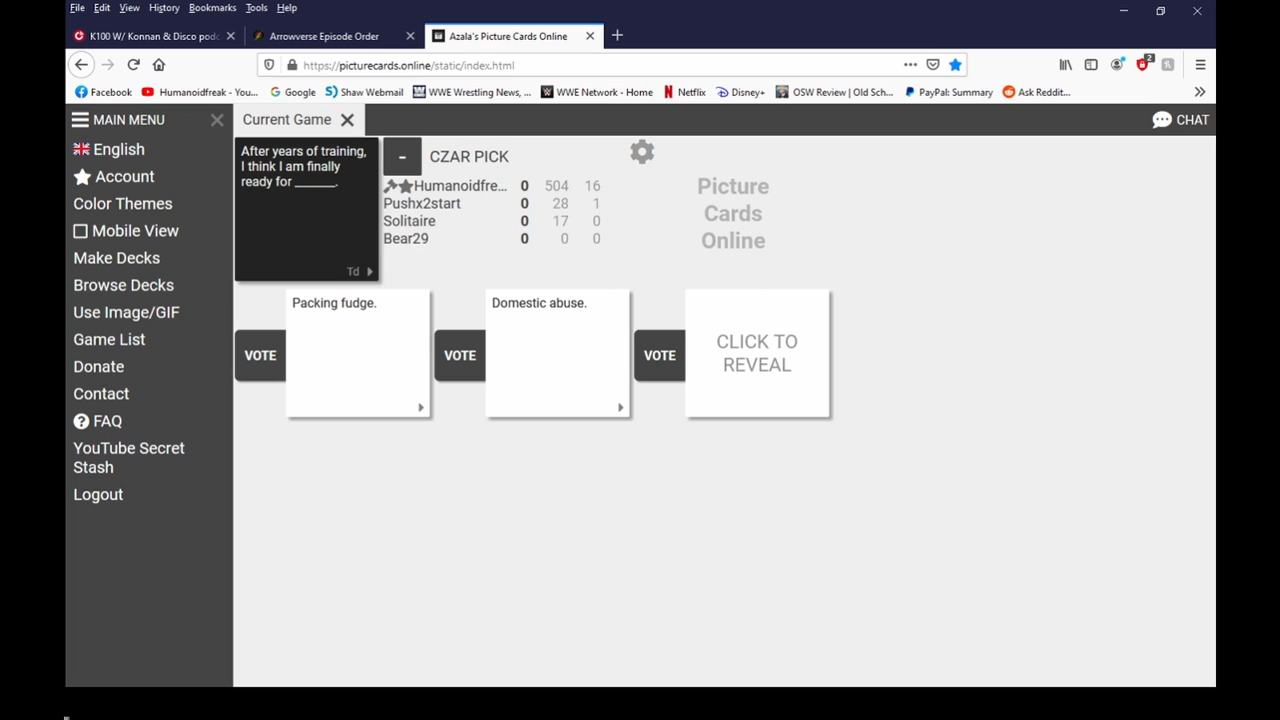 File Edit View History Bookmarks Tools Help
K100 W/ Konnan & Disco podc
Arrowverse Episode Order
Azala's Picture Cards Online
https://picturecards.online/static/index.html
2
Facebook Humanoidfreak - You... Google Shaw Webmail WWE Wrestling News, ... WWE Network - Home Netflix Disney+ OSW Review | Old Sch... PayPal: Summary Ask Reddit...
MAIN MENU
Current Game
CHAT
English
Account
Color Themes
Mobile View
Make Decks
Browse Decks
Use Image/GIF
Game List
Donate
Contact
FAQ
YouTube Secret
Stash
Logout
After years of training,
I think I am finally
ready for ______.
Td
- CZAR PICK
Humanoidfre... 0 504 16
Pushx2start 0 28 1
Solitaire 0 17 0
Bear29 0 0 0
Picture
Cards
Online
VOTE
Packing fudge.
VOTE
Domestic abuse.
VOTE
CLICK TO
REVEAL